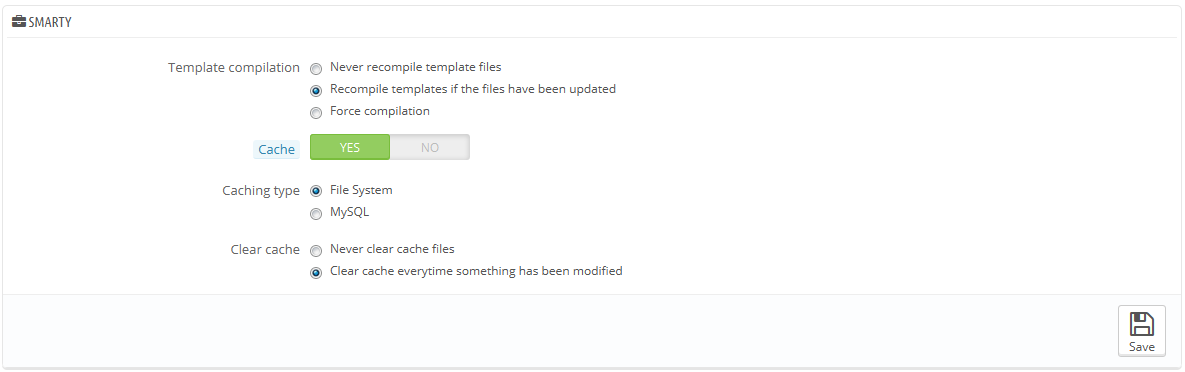 SMARTY
Template compilation
Never recompile template files
Recompile templates if the files have been updated
Force compilation
Cache
YES NO
Caching type
File System
MySQL
Clear cache
Never clear cache files
Clear cache everytime something has been modified
Save